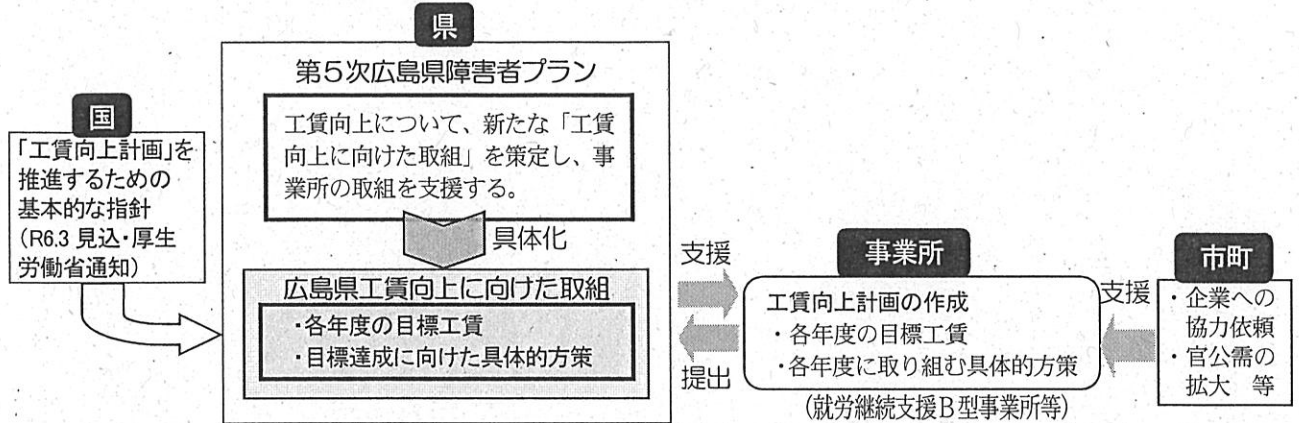 県
第5次広島県障害者プラン
工賃向上について、新たな「工賃
向上に向けた取組」を策定し、事
業所の取組を支援する。
具体化
広島県工賃向上に向けた取組
・各年度の目標工賃
・目標達成に向けた具体的方策
国
「工賃向上計画」を
推進するための
基本的な指針
（R6.3 見込・厚生
労働省通知）
支援
提出
事業所
工賃向上計画の作成
・各年度の目標工賃
・各年度に取り組む具体的方策
（就労継続支援B型事業所等）
支援
市町
・企業への
協力依頼
・官公需の
拡大　等